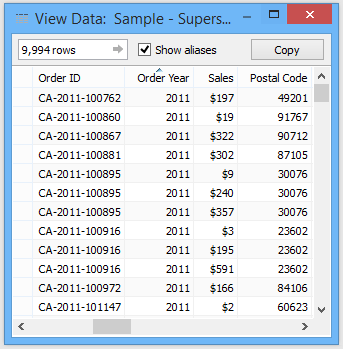 View Data: Sample - Supers...
9,994 rows Show aliases Copy
Order ID Order Year Sales Postal Code
CA-2011-100762 2011 $197 49201
CA-2011-100860 2011 $19 91767
CA-2011-100867 2011 $322 90712
CA-2011-100881 2011 $302 87105
CA-2011-100895 2011 $9 30076
CA-2011-100895 2011 $240 30076
CA-2011-100895 2011 $357 30076
CA-2011-100916 2011 $3 23602
CA-2011-100916 2011 $195 23602
CA-2011-100916 2011 $591 23602
CA-2011-100972 2011 $166 84106
CA-2011-101147 2011 $2 60623